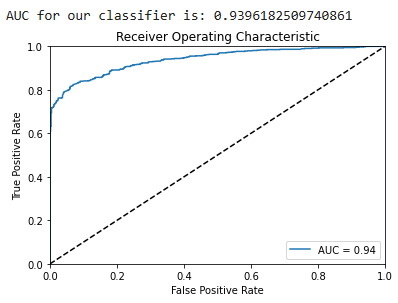 AUC for our classifier is: 0.9396182509740861
Receiver Operating Characteristic
1.0
0.8
0.6
0.4
0.2
0.0
True Positive Rate
AUC = 0.94
0.0 0.2 0.4 0.6 0.8 1.0
False Positive Rate